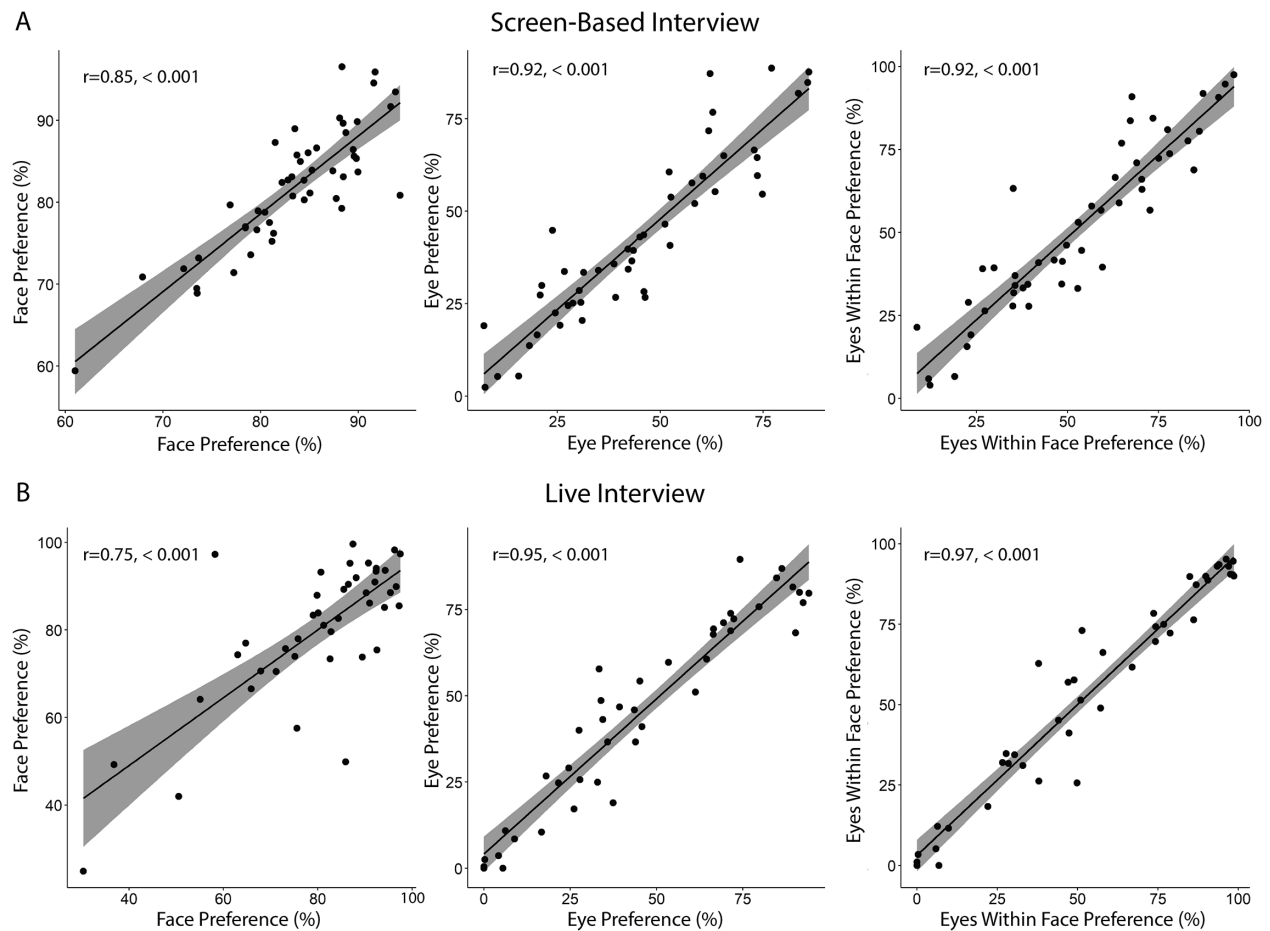 A
Screen-Based Interview
r=0.85, < 0.001
Face Preference (%)
90
80
70
60
60
70
80
90
Face Preference (%)
r=0.92, < 0.001
Eye Preference (%)
75
50
25
0
25
50
75
Eye Preference (%)
r=0.92, < 0.001
Eyes Within Face Preference (%)
100
75
50
25
0
25
50
75
100
Eyes Within Face Preference (%)
B
Live Interview
r=0.75, < 0.001
Face Preference (%)
100
80
60
40
40
60
80
100
Face Preference (%)
r=0.95, < 0.001
Eye Preference (%)
75
50
25
0
0
25
50
75
Eye Preference (%)
r=0.97, < 0.001
Eyes Within Face Preference (%)
100
75
50
25
0
0
25
50
75
100
Eyes Within Face Preference (%)